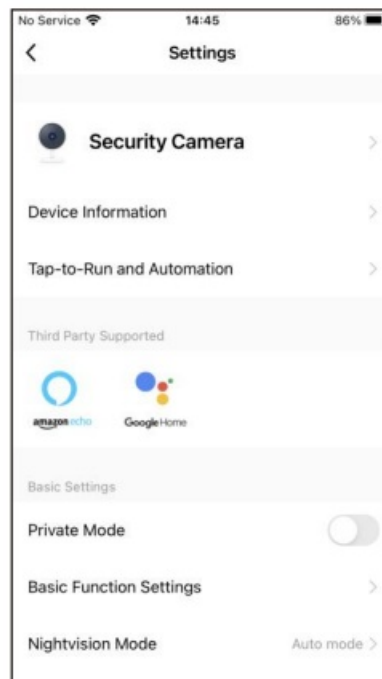 No Service 14:45 86%
Settings
Security Camera
Device Information
Tap-to-Run and Automation
Third Party Supported
amazon echo Google Home
Basic Settings
Private Mode
Basic Function Settings
Nightvision Mode Auto mode